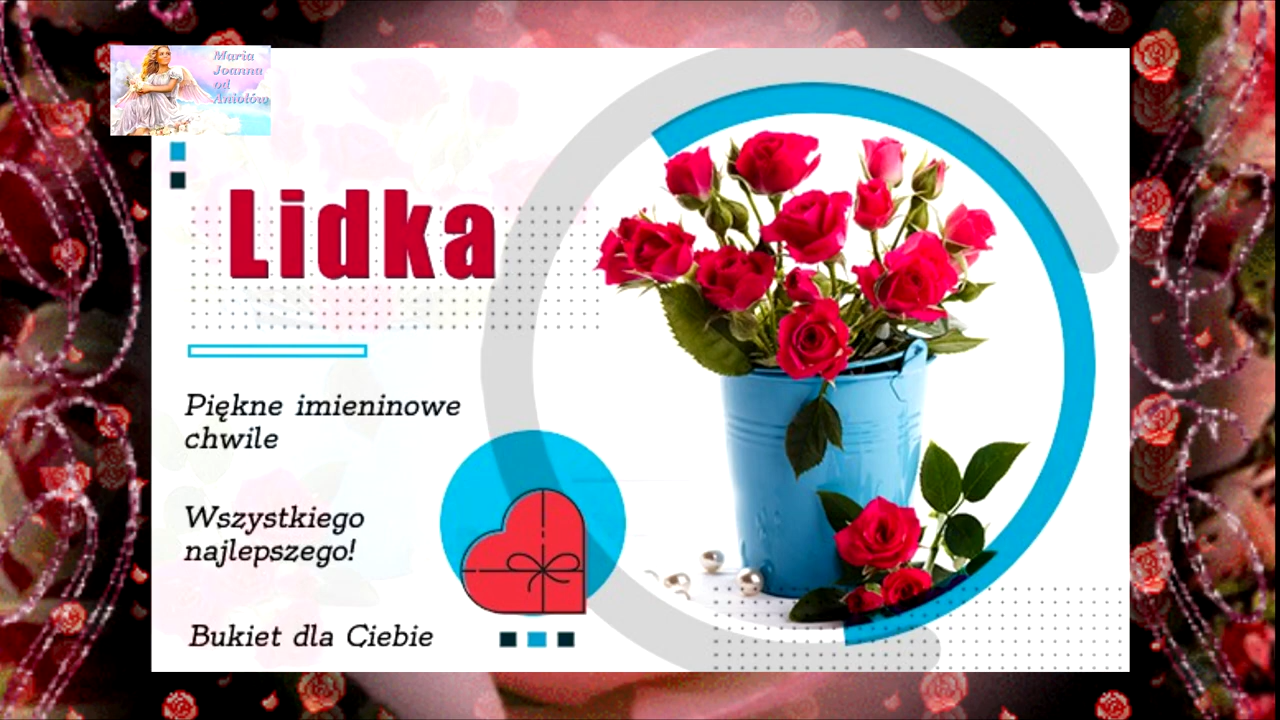 Maria
Joanna
od
Aniołów
Lidka
Piękne imieninowe
chwile
Wszystkiego
najlepszego!
Bukiet dla Ciebie